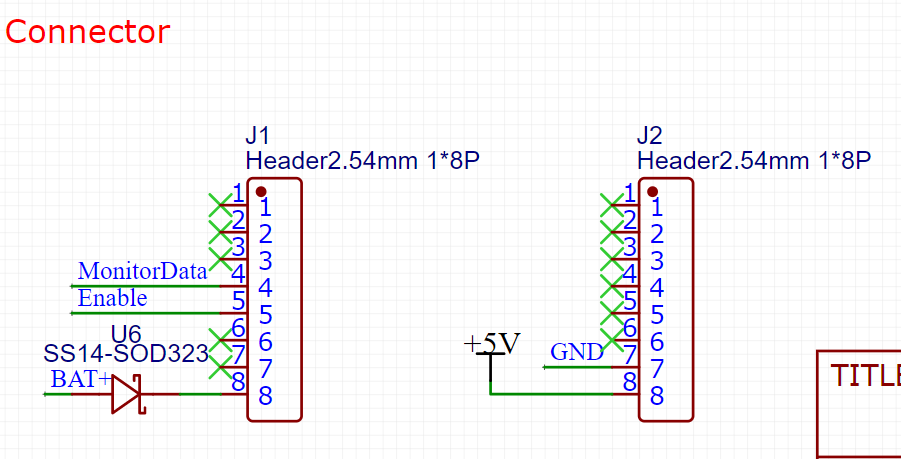 Connector
J1
Header2.54mm 1*8P
1 1
2 2
3 3
MonitorData 4 4
Enable 5 5
U6
SS14-SOD323
6 6
7 7
BAT+ 8 8
J2
Header2.54mm 1*8P
1 1
2 2
3 3
4 4
5 5
6 6
+5V
GND 7 7
8 8